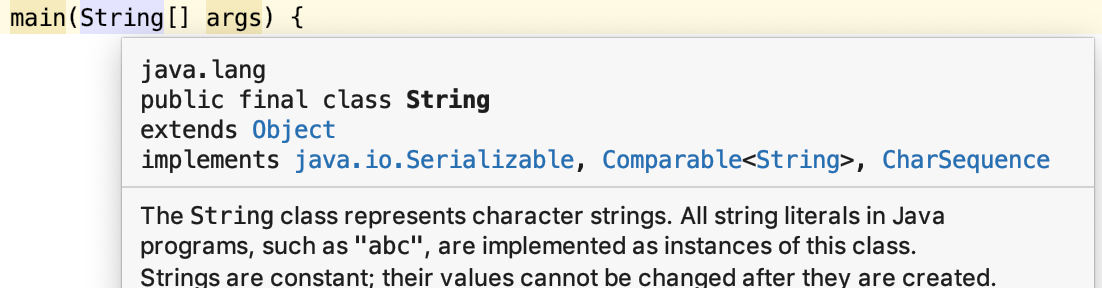 main(String[] args) {
java.lang
public final class String
extends Object
implements java.io.Serializable, Comparable<String>, CharSequence
The String class represents character strings. All string literals in Java
programs, such as "abc", are implemented as instances of this class.
Strings are constant; their values cannot be changed after they are created.